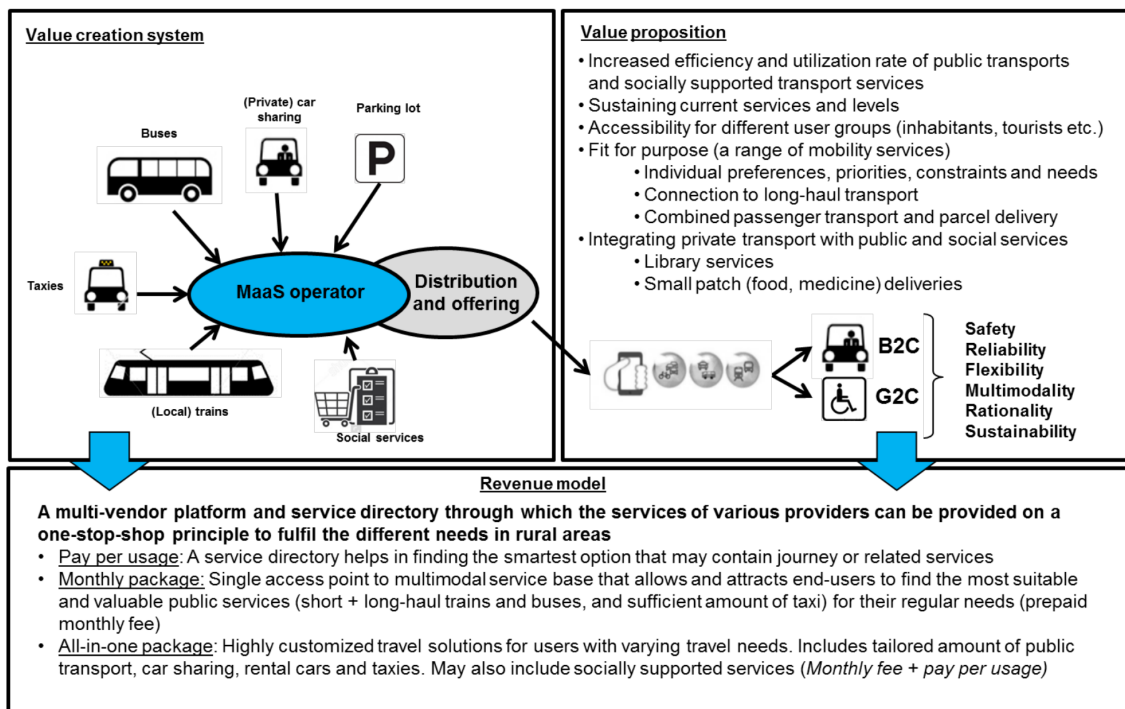 Value creation system
(Private) car
sharing
Parking lot
Buses
P
Taxies
MaaS operator
Distribution
and offering
(Local) trains
Social services
Value proposition
• Increased efficiency and utilization rate of public transports
and socially supported transport services
• Sustaining current services and levels
• Accessibility for different user groups (inhabitants, tourists etc.)
• Fit for purpose (a range of mobility services)
• Individual preferences, priorities, constraints and needs
• Connection to long-haul transport
• Combined passenger transport and parcel delivery
• Integrating private transport with public and social services
• Library services
• Small patch (food, medicine) deliveries
B2C
G2C
Safety
Reliability
Flexibility
Multimodality
Rationality
Sustainability
Revenue model
A multi-vendor platform and service directory through which the services of various providers can be provided on a
one-stop-shop principle to fulfil the different needs in rural areas
• Pay per usage: A service directory helps in finding the smartest option that may contain journey or related services
• Monthly package: Single access point to multimodal service base that allows and attracts end-users to find the most suitable
and valuable public services (short + long-haul trains and buses, and sufficient amount of taxi) for their regular needs (prepaid
monthly fee)
• All-in-one package: Highly customized travel solutions for users with varying travel needs. Includes tailored amount of public
transport, car sharing, rental cars and taxies. May also include socially supported services (Monthly fee + pay per usage)